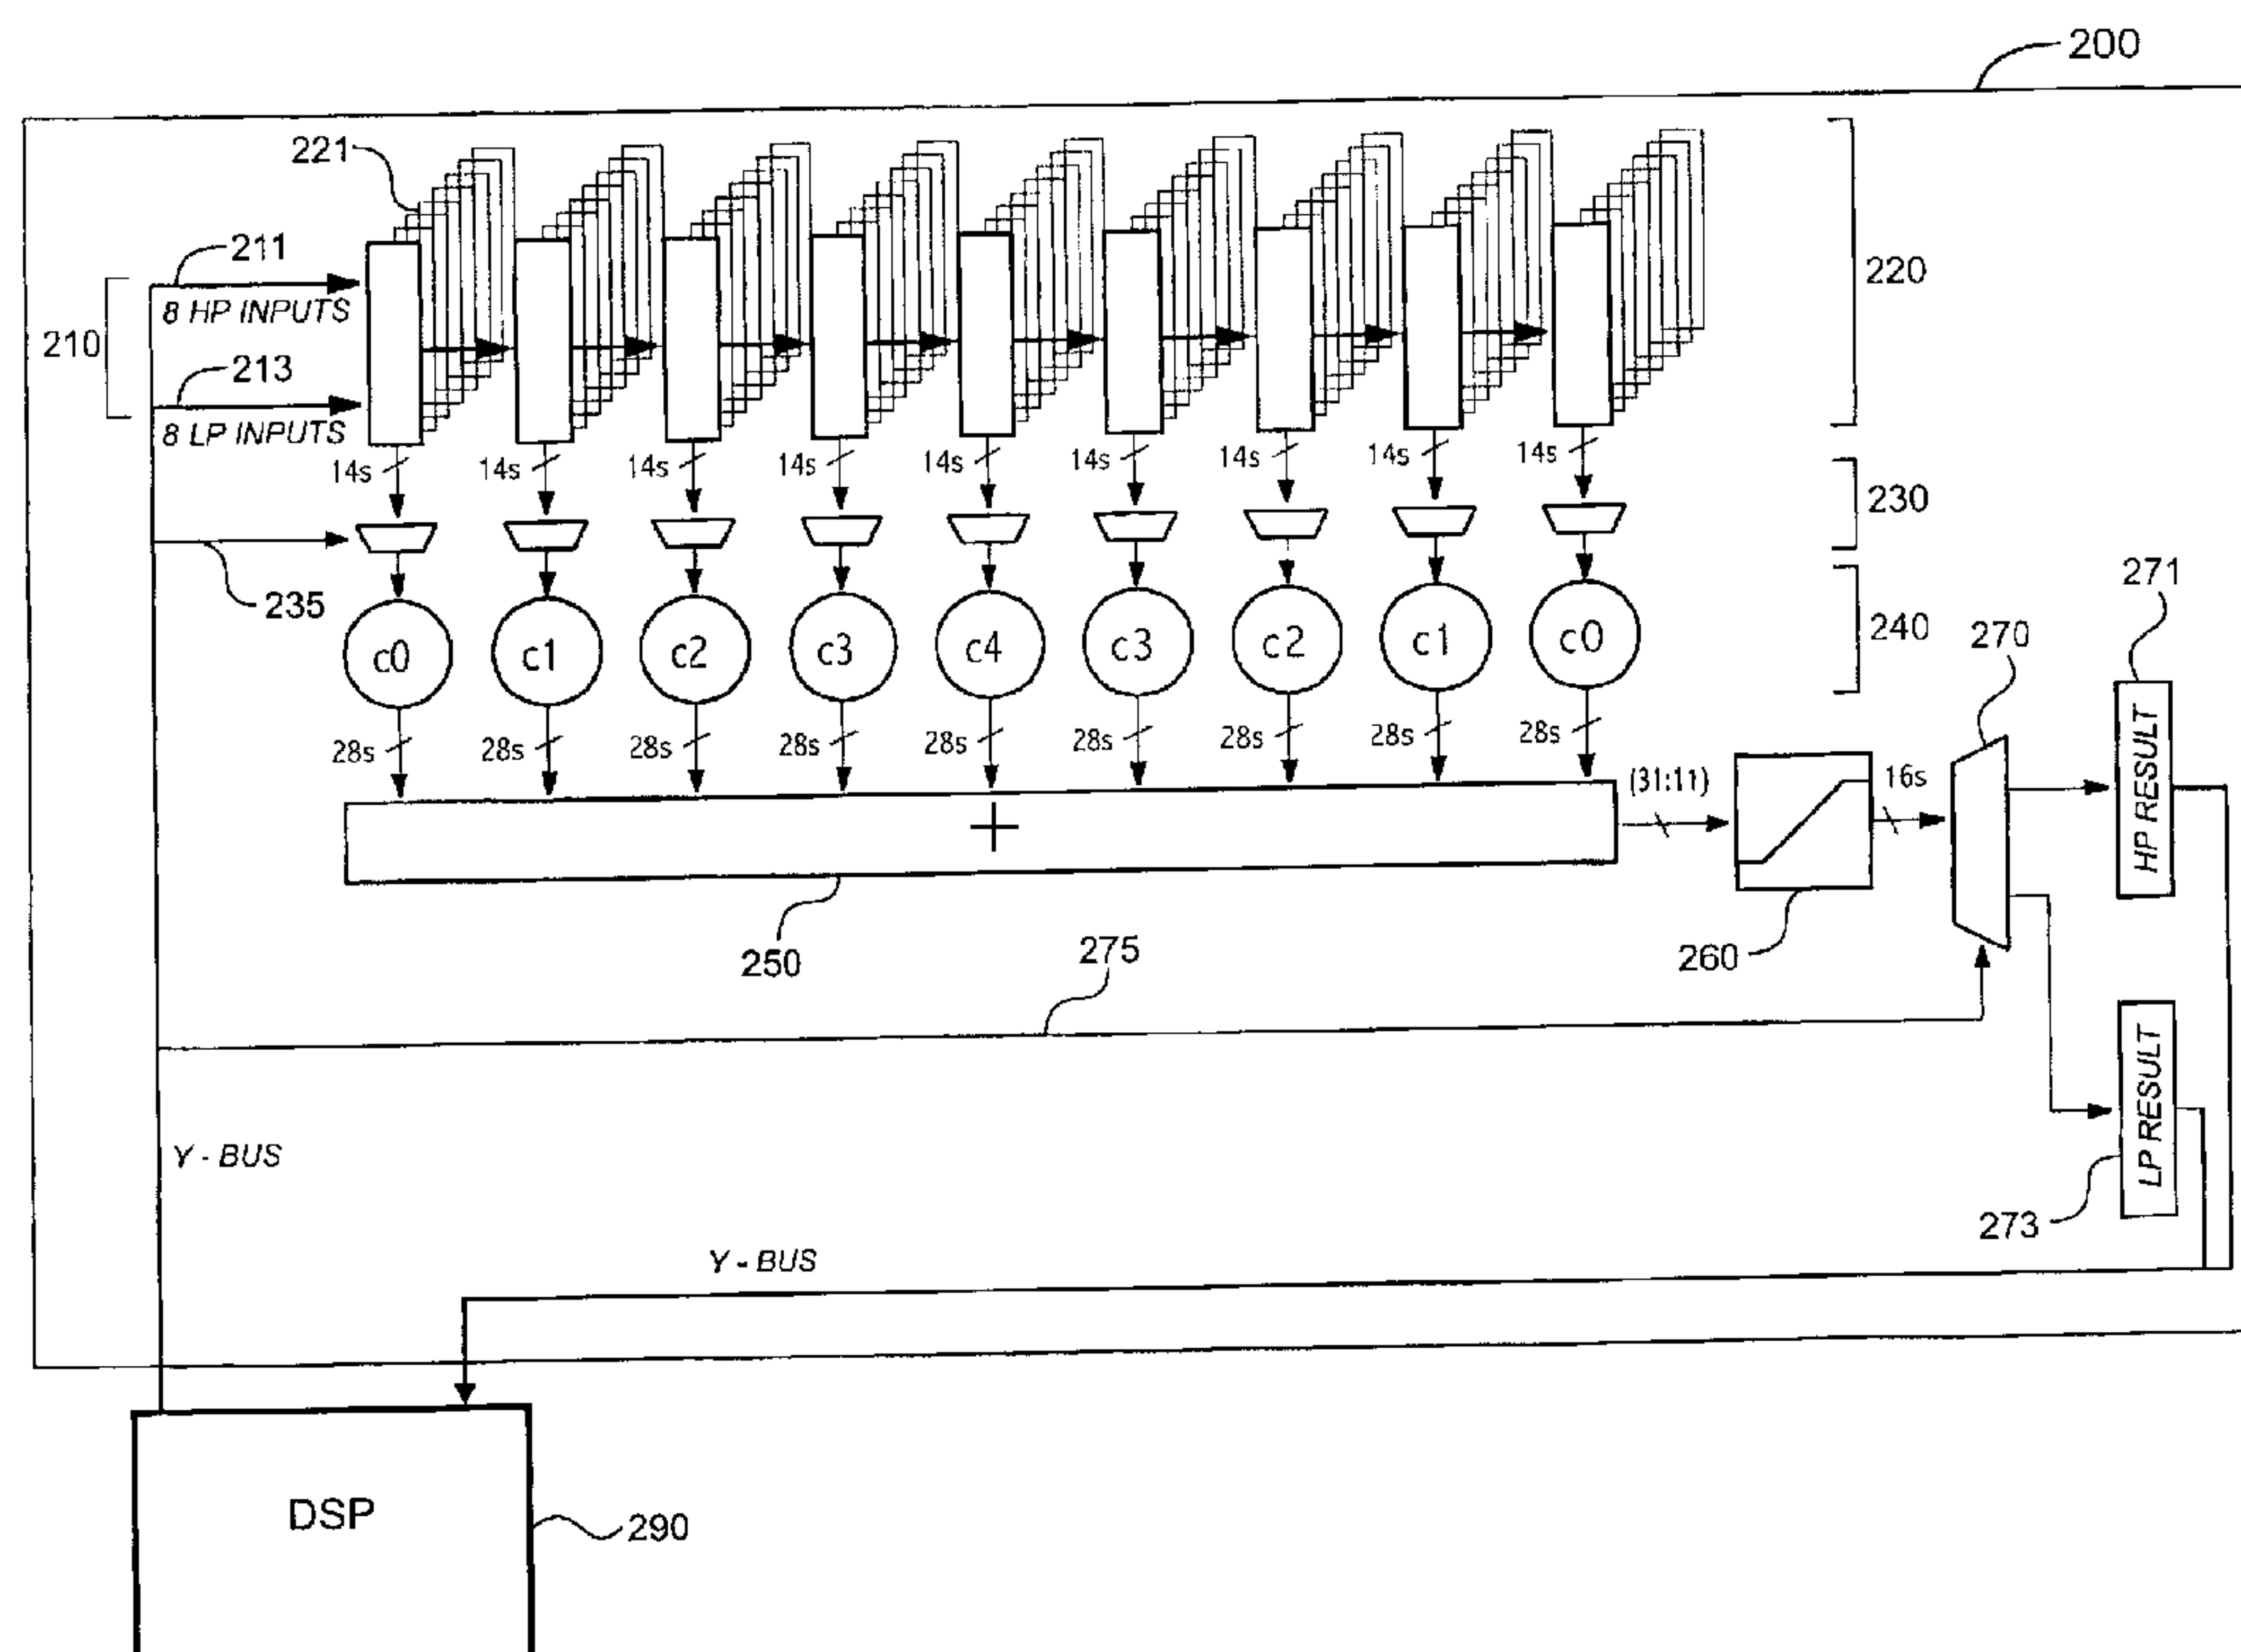 200
221
211
8 HP INPUTS
210
213
8 LP INPUTS
220
14s 14s 14s 14s 14s 14s 14s 14s 14s
230
235
c0 c1 c2 c3 c4 c3 c2 c1 c0
240
270
271
28s 28s 28s 28s 28s 28s 28s 28s 28s
+
(31:11)
16s
HP RESULT
250
260
275
LP RESULT
273
Y - BUS
Y - BUS
DSP
290